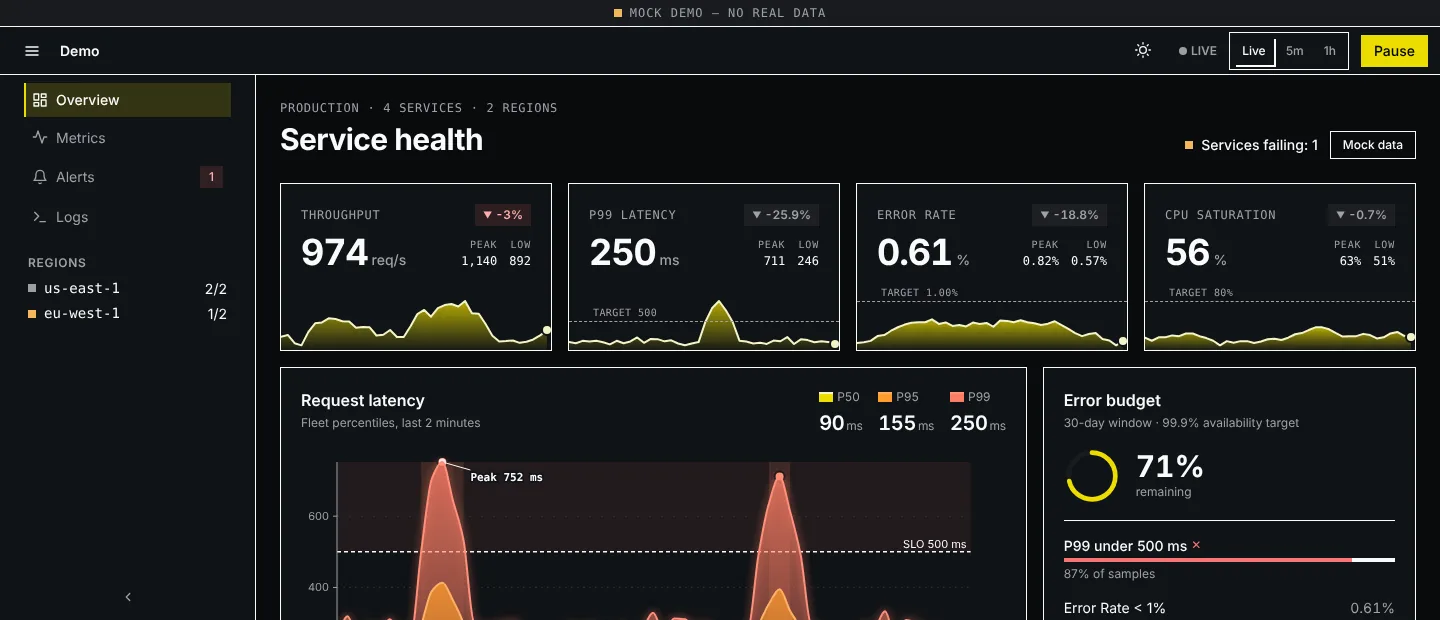 MOCK DEMO — NO REAL DATA
Demo
LIVE
Live 5m 1h
Pause
Overview
Metrics
Alerts 1
Logs
REGIONS
us-east-1 2/2
eu-west-1 1/2
PRODUCTION · 4 SERVICES · 2 REGIONS
Service health
Services failing: 1
Mock data
THROUGHPUT ▼ -3%
974 req/s
PEAK LOW
1,140 892
P99 LATENCY ▼ -25.9%
250 ms
PEAK LOW
711 246
TARGET 500
ERROR RATE ▼ -18.8%
0.61 %
PEAK LOW
0.82% 0.57%
TARGET 1.00%
CPU SATURATION ▼ -0.7%
56 %
PEAK LOW
63% 51%
TARGET 80%
Request latency
Fleet percentiles, last 2 minutes
P50 P95 P99
90 ms 155 ms 250 ms
Peak 752 ms
600
SLO 500 ms
400
Error budget
30-day window · 99.9% availability target
71%
remaining
P99 under 500 ms ×
87% of samples
Error Rate < 1% 0.61%